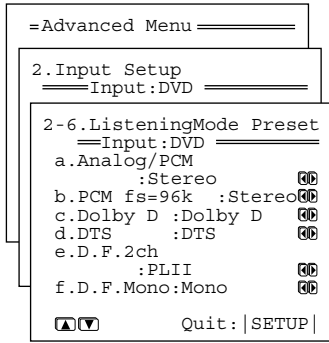 =Advanced Menu
2.Input Setup
Input:DVD
2-6.ListeningMode Preset
Input:DVD
a.Analog/PCM
:Stereo
b.PCM fs=96k :Stereo
c.Dolby D :Dolby D
d.DTS :DTS
e.D.F.2ch
:PLII
f.D.F.Mono:Mono
Quit:|SETUP|